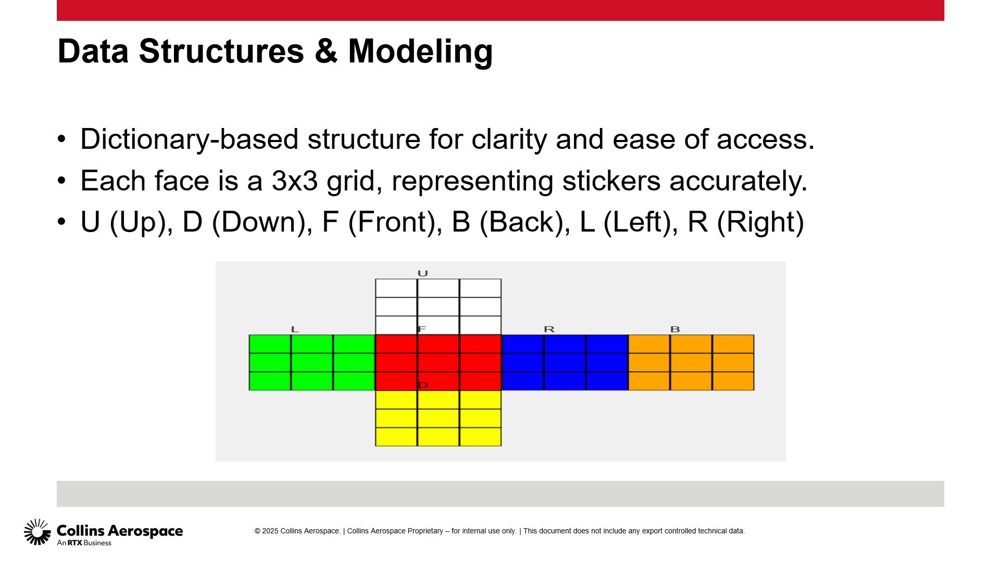 Data Structures & Modeling
• Dictionary-based structure for clarity and ease of access.
• Each face is a 3x3 grid, representing stickers accurately.
• U (Up), D (Down), F (Front), B (Back), L (Left), R (Right)
U
L F R B
D
Collins Aerospace
An RTX Business
© 2025 Collins Aerospace. | Collins Aerospace Proprietary – for internal use only. | This document does not include any export controlled technical data.